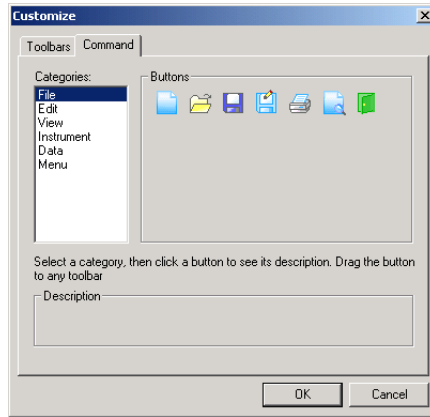 Customize
Toolbars Command
Categories: Buttons
File
Edit
View
Instrument
Data
Menu
Select a category, then click a button to see its description. Drag the button
to any toolbar
Description
OK Cancel